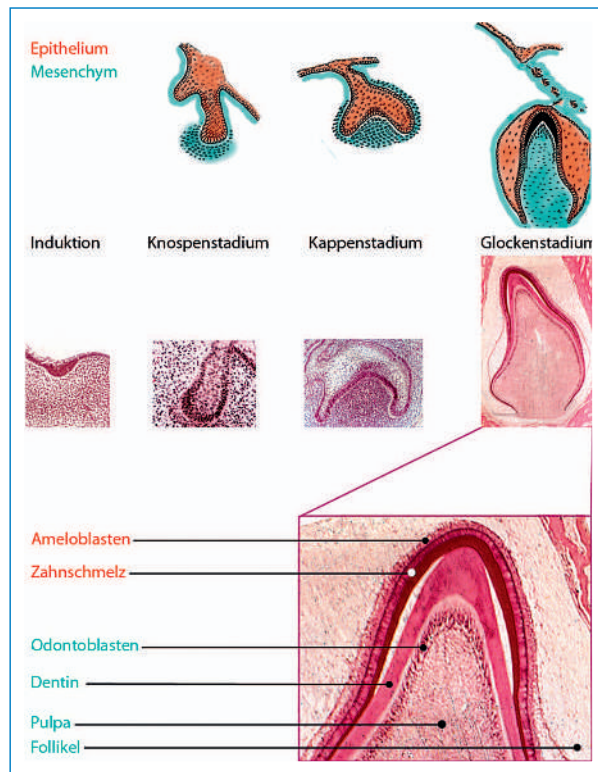 Epithelium
Mesenchym
Induktion Knospenstadium Kappenstadium Glockenstadium
Ameloblasten
Zahnschmelz
Odontoblasten
Dentin
Pulpa
Follikel